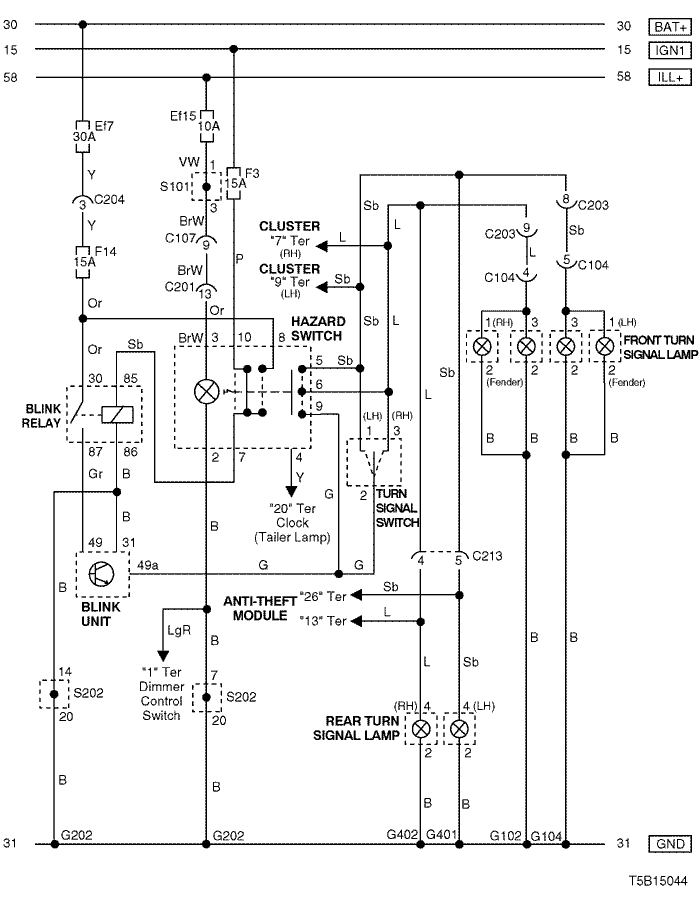 30
30
BAT+
15
15
IGN1
58
58
ILL+
Ef7
30A
Ef15
10A
Y
VW
1
F3
15A
S101
3
3
C204
8
C203
Y
BrW
Sb
L
CLUSTER
"7" Ter
(RH)
L
9
C203
Sb
C107
9
F14
15A
P
L
5
C104
BrW
CLUSTER
"9" Ter
(LH)
Sb
4
C104
C201
13
Or
Or
HAZARD
SWITCH
Sb
L
1
(RH)
3
3
1
(LH)
Sb
BrW
3
10
8
FRONT TURN
SIGNAL LAMP
Or
5
Sb
2
2
2
2
(Fender)
(Fender)
30
85
6
Sb
L
BLINK
RELAY
9
(LH)
(RH)
1
3
B
B
B
B
87
86
2
7
4
Gr
B
Y
G
2
TURN
SIGNAL
SWITCH
"20" Ter
Clock
(Tailer Lamp)
B
B
49
31
49a
G
G
4
5
C213
B
BLINK
UNIT
ANTI-THEFT
MODULE
"26" Ter
Sb
"13" Ter
L
LgR
B
B
B
"1" Ter
Dimmer
Control
Switch
14
S202
20
7
S202
20
L
Sb
REAR TURN
SIGNAL LAMP
(RH)
4
4
(LH)
2
2
B
B
B
B
31
G202
G202
G402
G401
G102
G104
31
GND
T5B15044